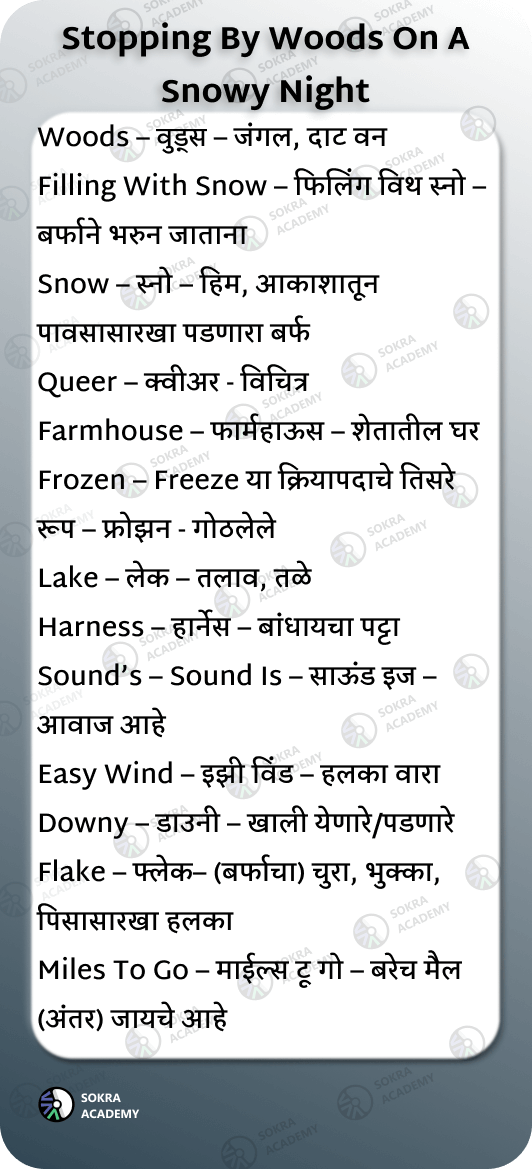 Stopping By Woods On A
Snowy Night
Woods – वुड्स – जंगल, दाट वन
Filling With Snow – फिलिंग विथ स्नो –
बर्फाने भरुन जाताना
Snow – स्नो – हिम, आकाशातून
पावसासारखा पडणारा बर्फ
Queer – क्वीअर - विचित्र
Farmhouse – फार्महाऊस – शेतातील घर
Frozen – Freeze या क्रियापदाचे तिसरे
रूप – फ्रोझन - गोठलेले
Lake – लेक – तलाव, तळे
Harness – हार्नेस – बांधायचा पट्टा
Sound’s – Sound Is – साऊंड इज –
आवाज आहे
Easy Wind – इझी विंड – हलका वारा
Downy – डाउनी – खाली येणारे/पडणारे
Flake – फ्लेक– (बर्फाचा) चुरा, भुक्का,
पिसासारखा हलका
Miles To Go – माईल्स टू गो – बरेच मैल
(अंतर) जायचे आहे
SOKRA
ACADEMY